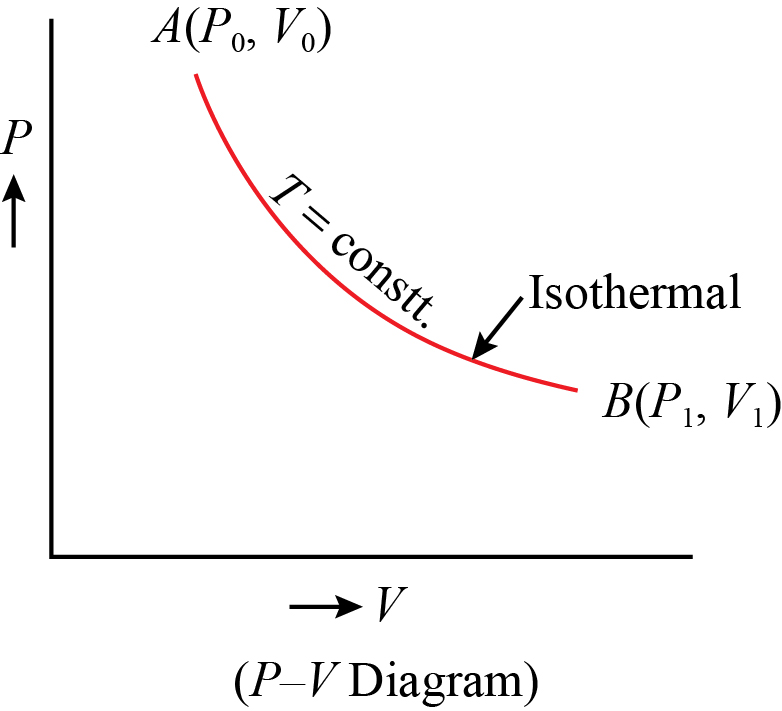 A(P₀, V₀)
P
T = constt.
Isothermal
B(P₁, V₁)
V
(P–V Diagram)